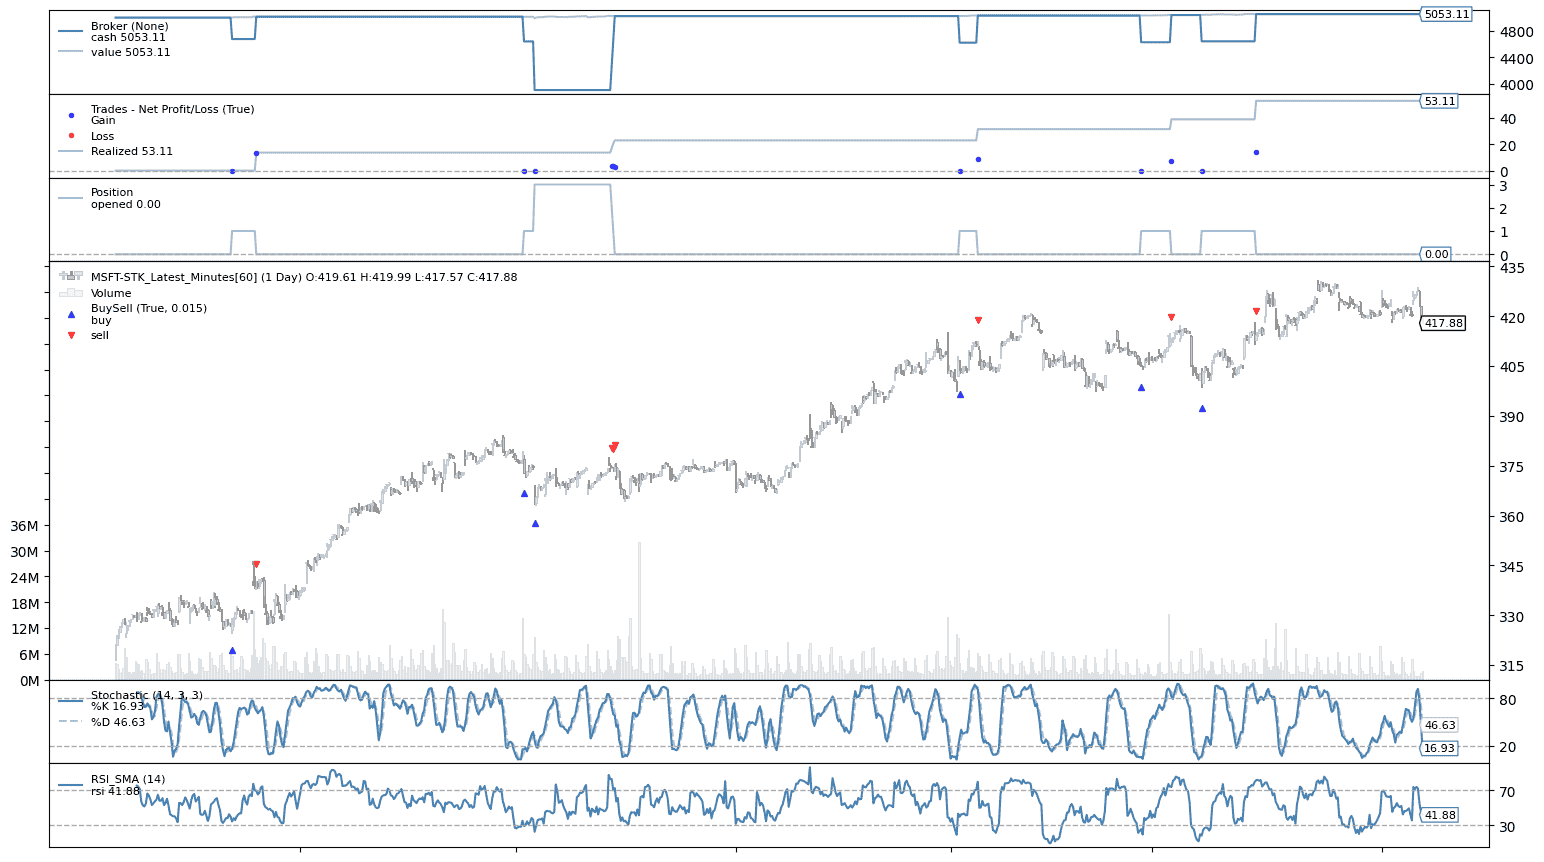 Broker (None)
cash 5053.11
value 5053.11
5053.11
4800
4400
4000
Trades - Net Profit/Loss (True)
Gain
Loss
Realized 53.11
53.11
40
20
0
Position
opened 0.00
3
2
1
0
0.00
MSFT-STK_Latest_Minutes[60] (1 Day) O:419.61 H:419.99 L:417.57 C:417.88
Volume
BuySell (True, 0.015)
buy
sell
435
420
417.88
405
390
375
360
345
330
315
36M
30M
24M
18M
12M
6M
0M
Stochastic (14, 3, 3)
%K 16.93
%D 46.63
80
46.63
20
16.93
RSI_SMA (14)
rsi 41.88
70
41.88
30